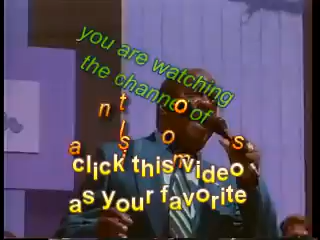 you are watching
the channel of
click this video
as your favorite